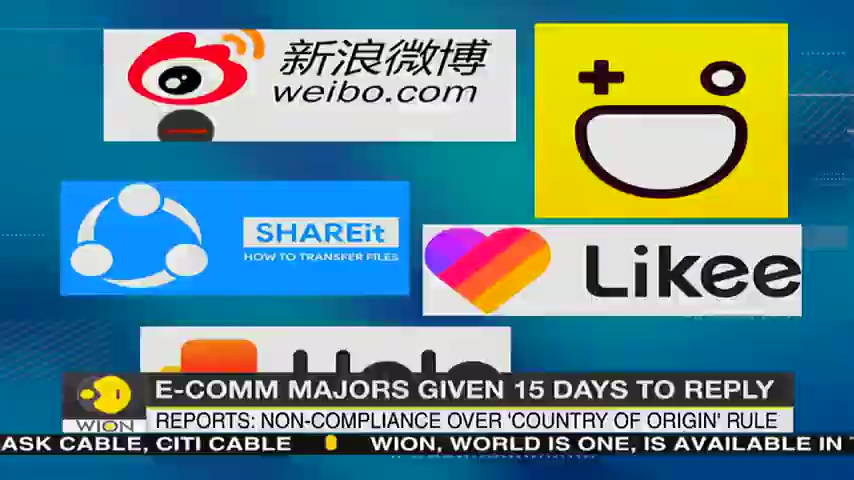 新浪微博
weibo.com
SHAREit
HOW TO TRANSFER FILES
Likee
E-COMM MAJORS GIVEN 15 DAYS TO REPLY
REPORTS: NON-COMPLIANCE OVER 'COUNTRY OF ORIGIN' RULE
WION
ASK CABLE, CITI CABLE WION, WORLD IS ONE, IS AVAILABLE IN